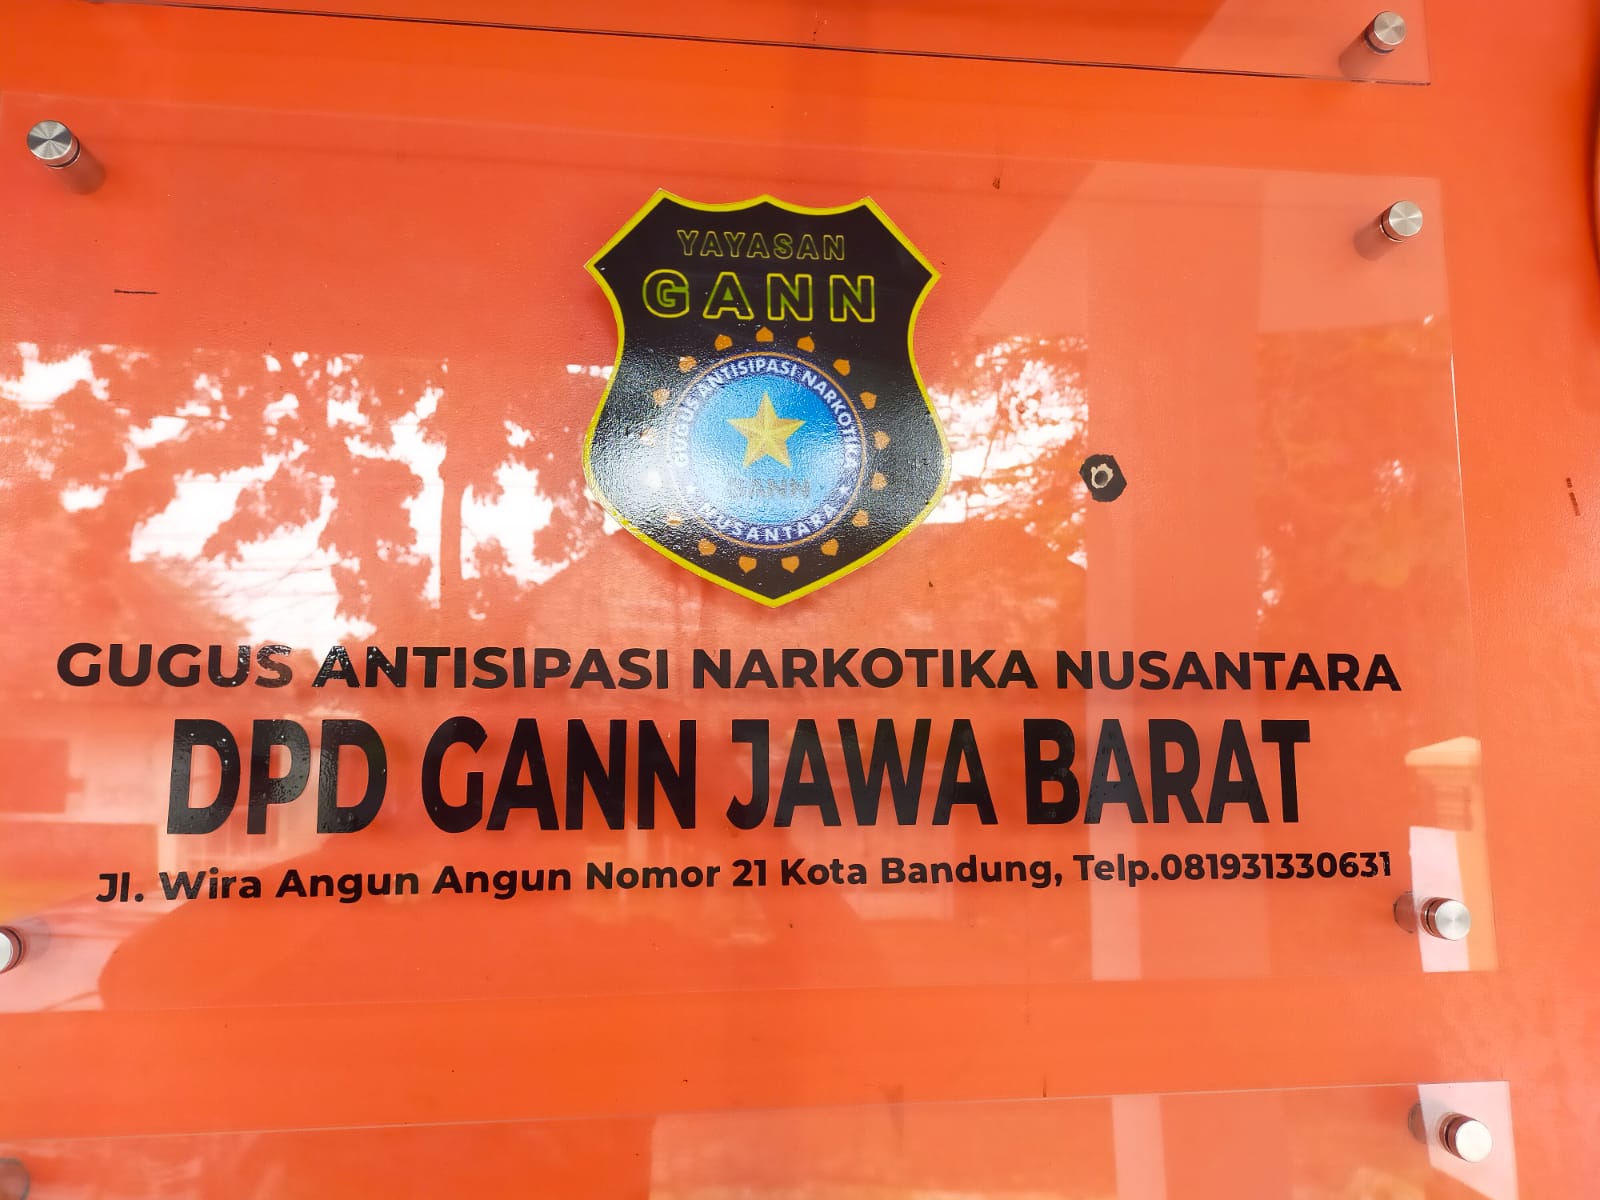 YAYASAN
GANN
GUGUS ANTISIPASI NARKOTIKA
GANN
NUSANTARA
GUGUS ANTISIPASI NARKOTIKA NUSANTARA
DPD GANN JAWA BARAT
Jl. Wira Angun Angun Nomor 21 Kota Bandung, Telp.081931330631